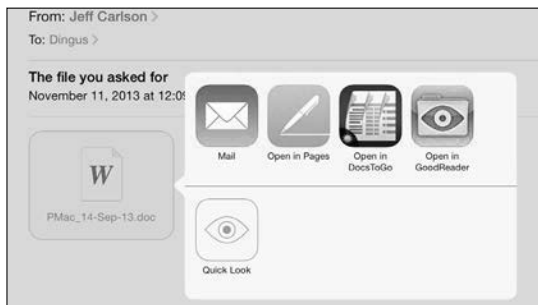 From: Jeff Carlson >
To: Dingus >
The file you asked for
November 11, 2013 at 12:09
W
PMac_14-Sep-13.doc
Mail
Open in Pages
Open in
DocsToGo
Open in
GoodReader
Quick Look